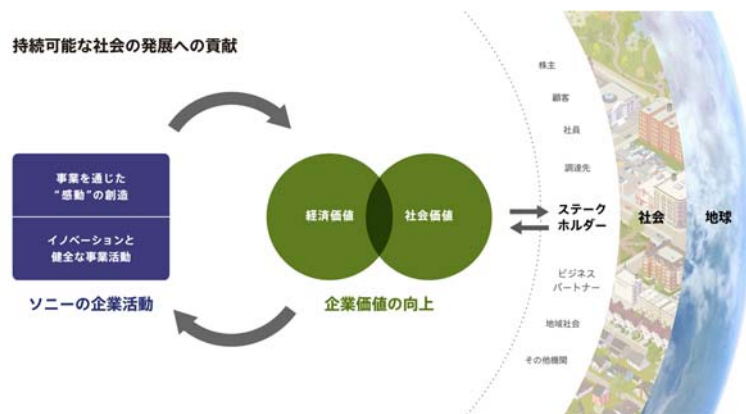 持続可能な社会の発展への貢献
事業を通じた
“感動”の創造
イノベーションと
健全な事業活動
ソニーの企業活動
経済価値
社会価値
企業価値の向上
株主
顧客
社員
調達先
ステーク
ホルダー
ビジネス
パートナー
地域社会
その他機関
社会
地球